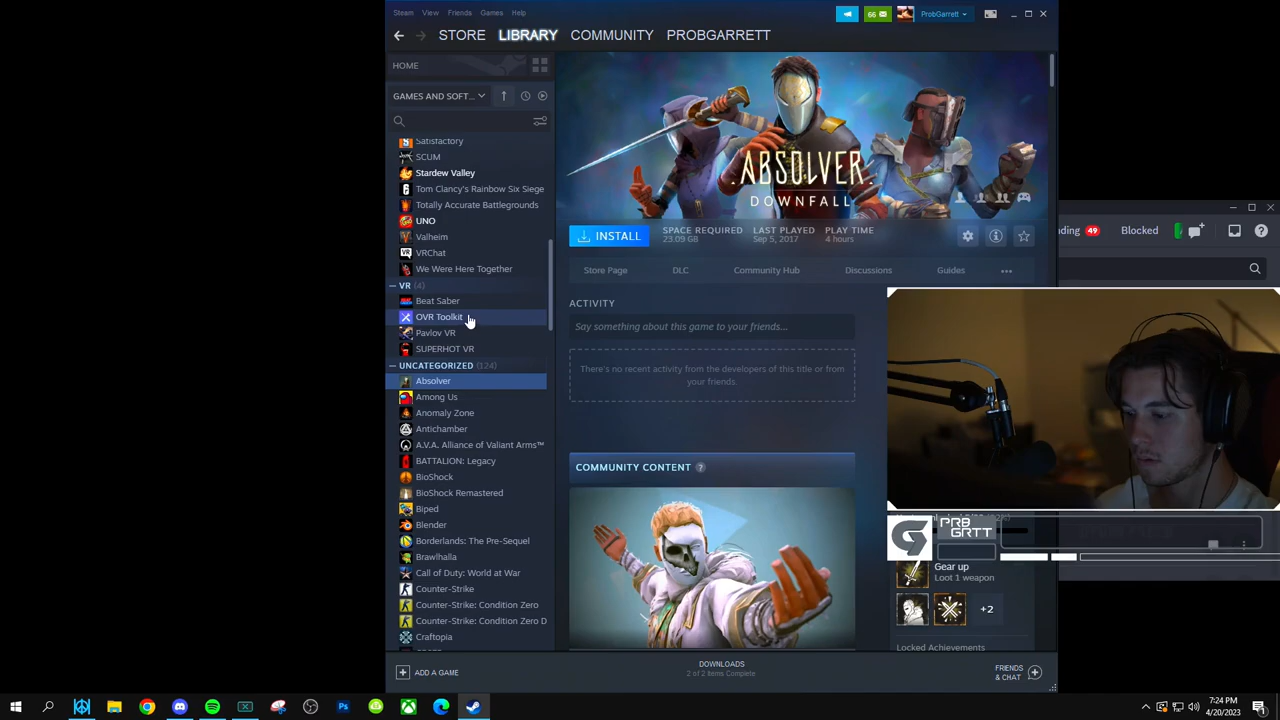 Steam View Friends Games Help
66 ProbGarrett
STORE LIBRARY COMMUNITY PROBGARRETT
HOME
GAMES AND SOFT...
Satisfactory
SCUM
Stardew Valley
Tom Clancy's Rainbow Six Siege
Totally Accurate Battlegrounds
UNO
Valheim
VRChat
We Were Here Together
VR (4)
Beat Saber
OVR Toolkit
Pavlov VR
SUPERHOT VR
UNCATEGORIZED (124)
Absolver
Among Us
Anomaly Zone
Antichamber
A.V.A. Alliance of Valiant Arms™
BATTALION: Legacy
BioShock
BioShock Remastered
Biped
Blender
Borderlands: The Pre-Sequel
Brawlhalla
Call of Duty: World at War
Counter-Strike
Counter-Strike: Condition Zero
Counter-Strike: Condition Zero D
Craftopia
ABSOLVER
DOWNFALL
INSTALL
SPACE REQUIRED
23.09 GB
LAST PLAYED
Sep 5, 2017
PLAY TIME
4 hours
Store Page DLC Community Hub Discussions Guides
ACTIVITY
Say something about this game to your friends...
There's no recent activity from the developers of this title or from
your friends.
COMMUNITY CONTENT ?
ding 49 Blocked
PRB
GRTT
Gear up
Loot 1 weapon
+2
Locked Achievements
ADD A GAME
DOWNLOADS
2 of 2 Items Complete
FRIENDS
& CHAT
7:24 PM
4/20/2023